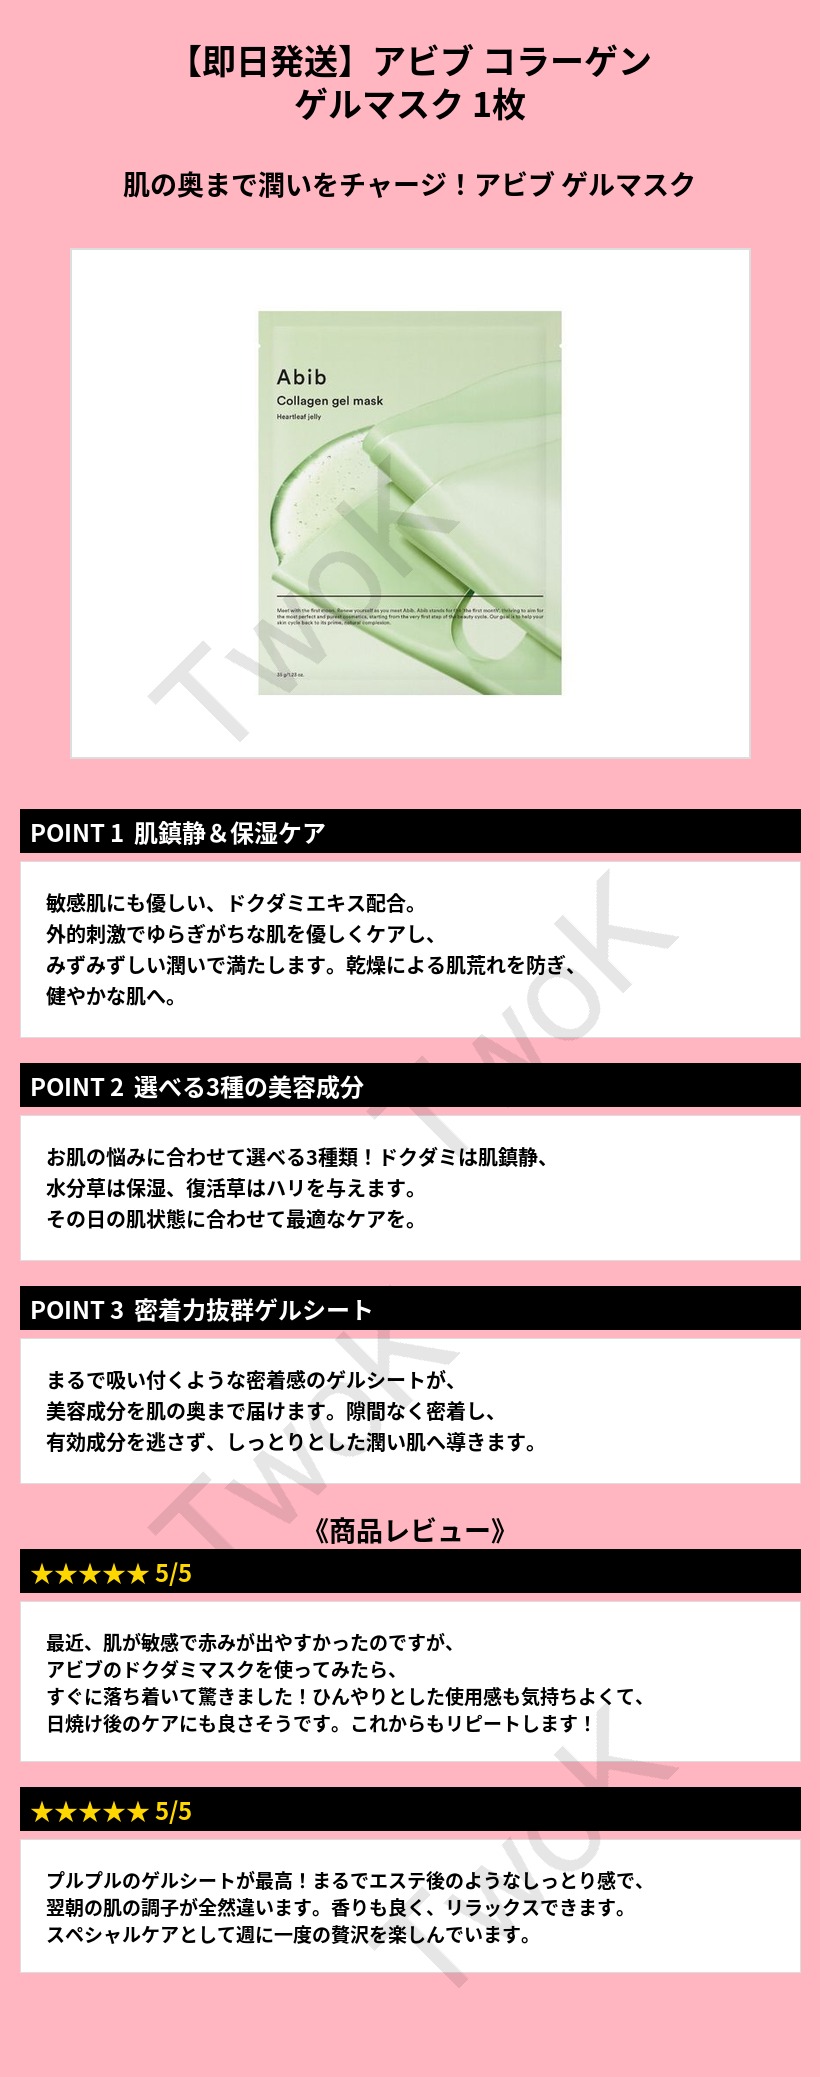 【即日発送】アビブ コラーゲン
ゲルマスク 1枚
肌の奥まで潤いをチャージ！アビブ ゲルマスク
Abib
Collagen gel mask
Heartleaf jelly
Meet with the first moon. Renew yourself as you meet Abib. Abib stands for the 'the first month', thriving to aim for
the most perfect and purest cosmetics, starting from the very first step of the beauty cycle. Our goal is to help your
skin cycle back to its prime, natural complexion.
35 g/1.23 oz.
TwoK
POINT 1 肌鎮静＆保湿ケア
敏感肌にも優しい、ドクダミエキス配合。
外的刺激でゆらぎがちな肌を優しくケアし、
みずみずしい潤いで満たします。乾燥による肌荒れを防ぎ、
健やかな肌へ。
TwoK
POINT 2 選べる3種の美容成分
お肌の悩みに合わせて選べる3種類！ドクダミは肌鎮静、
水分草は保湿、復活草はハリを与えます。
その日の肌状態に合わせて最適なケアを。
POINT 3 密着力抜群ゲルシート
まるで吸い付くような密着感のゲルシートが、
美容成分を肌の奥まで届けます。隙間なく密着し、
有効成分を逃さず、しっとりとした潤い肌へ導きます。
TwoK
《商品レビュー》
★★★★★ 5/5
最近、肌が敏感で赤みが出やすかったのですが、
アビブのドクダミマスクを使ってみたら、
すぐに落ち着いて驚きました！ひんやりとした使用感も気持ちよくて、
日焼け後のケアにも良さそうです。これからもリピートします！
★★★★★ 5/5
プルプルのゲルシートが最高！まるでエステ後のようなしっとり感で、
翌朝の肌の調子が全然違います。香りも良く、リラックスできます。
スペシャルケアとして週に一度の贅沢を楽しんでいます。
TwoK